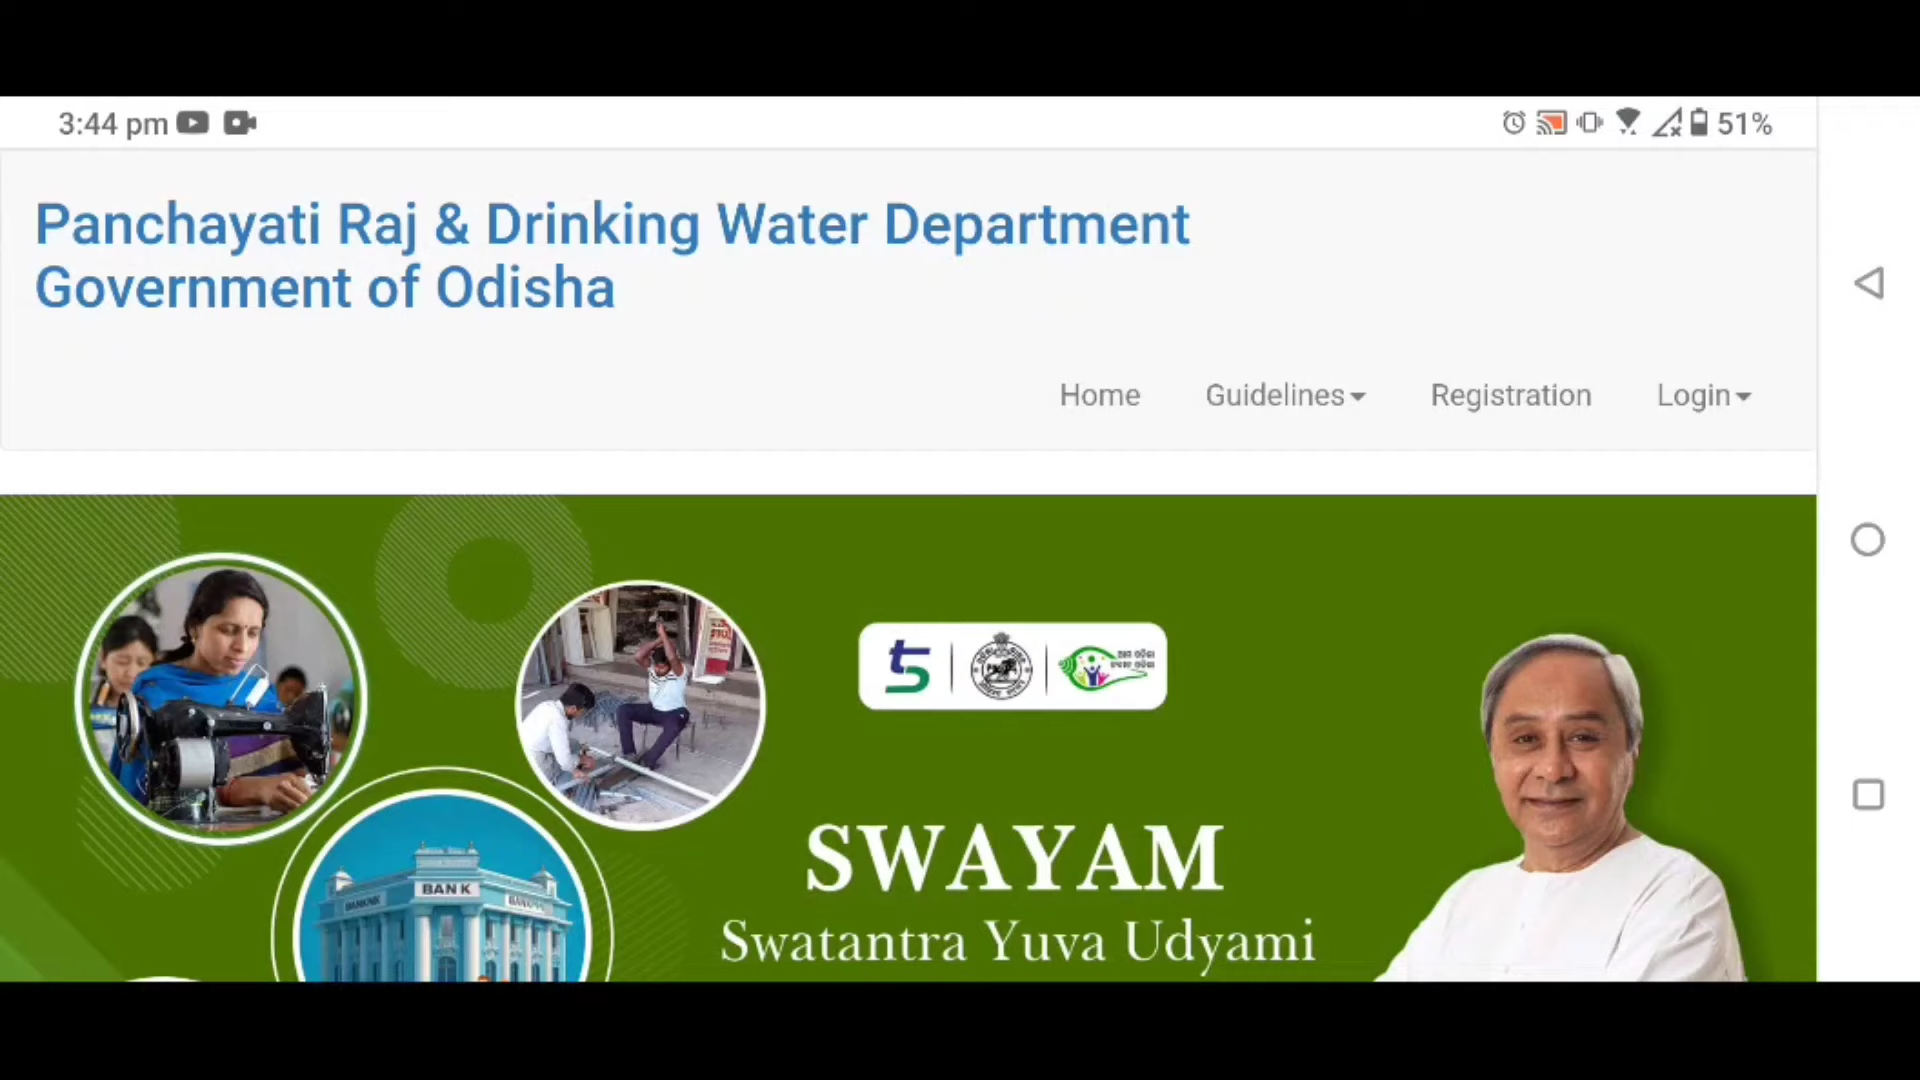 3:44 pm
51%
Panchayati Raj & Drinking Water Department
Government of Odisha
Home
Guidelines
Registration
Login
BANK
SWAYAM
Swatantra Yuva Udyami